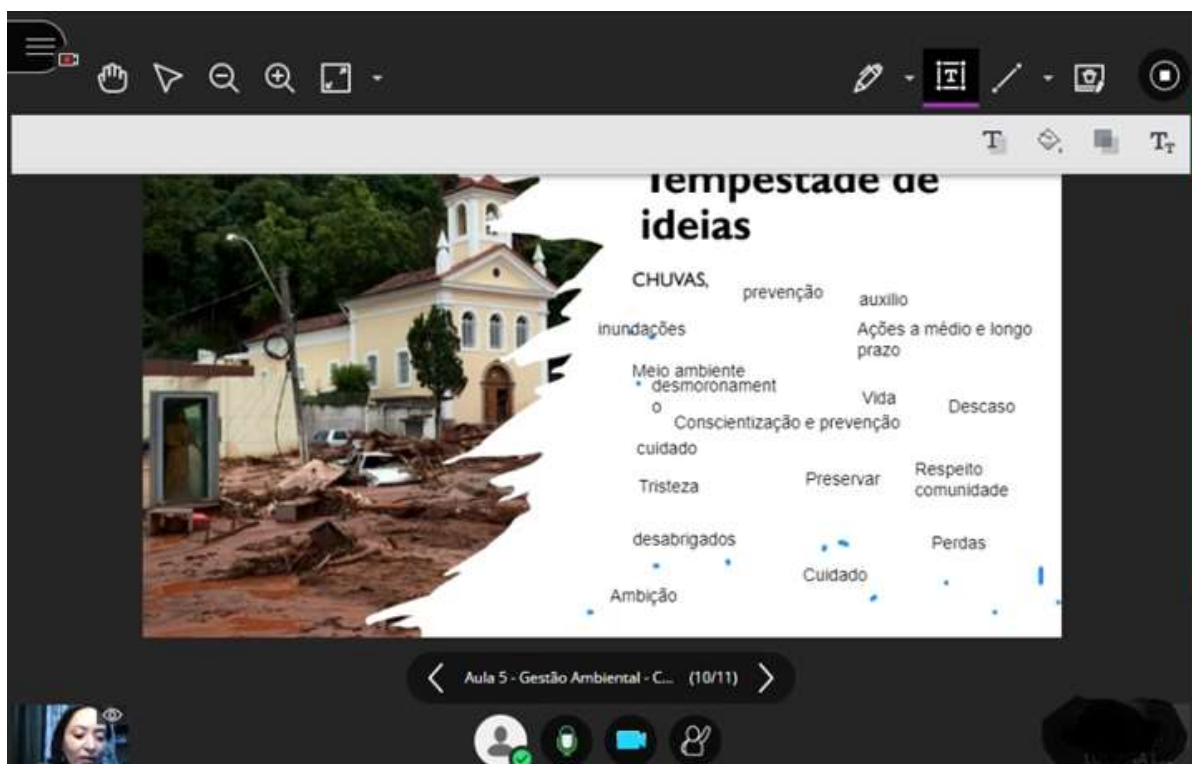 Tempestade de
ideias
CHUVAS,
prevenção
auxilio
inundações
Ações a médio e longo
prazo
Meio ambiente
desmoronament
o
Vida
Descaso
Conscientização e prevenção
cuidado
Tristeza
Preservar
Respeito
comunidade
desabrigados
Perdas
Cuidado
Ambição
Aula 5 - Gestão Ambiental - C... (10/11)